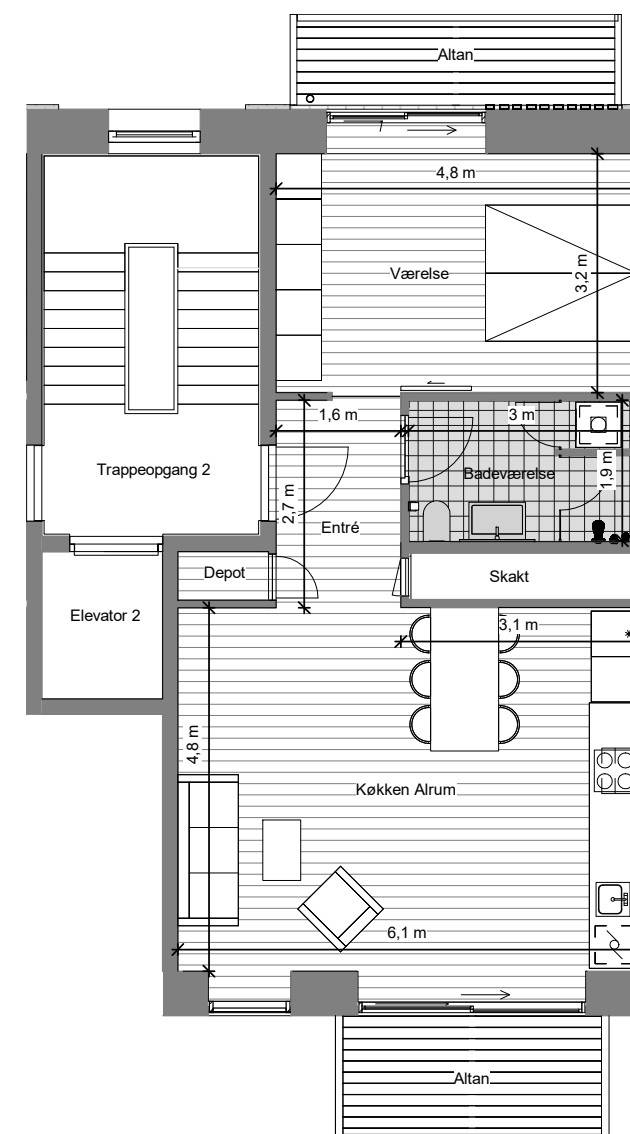 Altan
4,8 m
Værelse
3,2 m
1,6 m
3 m
Trappeopgang 2
Badeværelse
1,9 m
2,7 m
Entré
Depot
Skakt
Elevator 2
3,1 m
4,8 m
Køkken Alrum
6,1 m
Altan